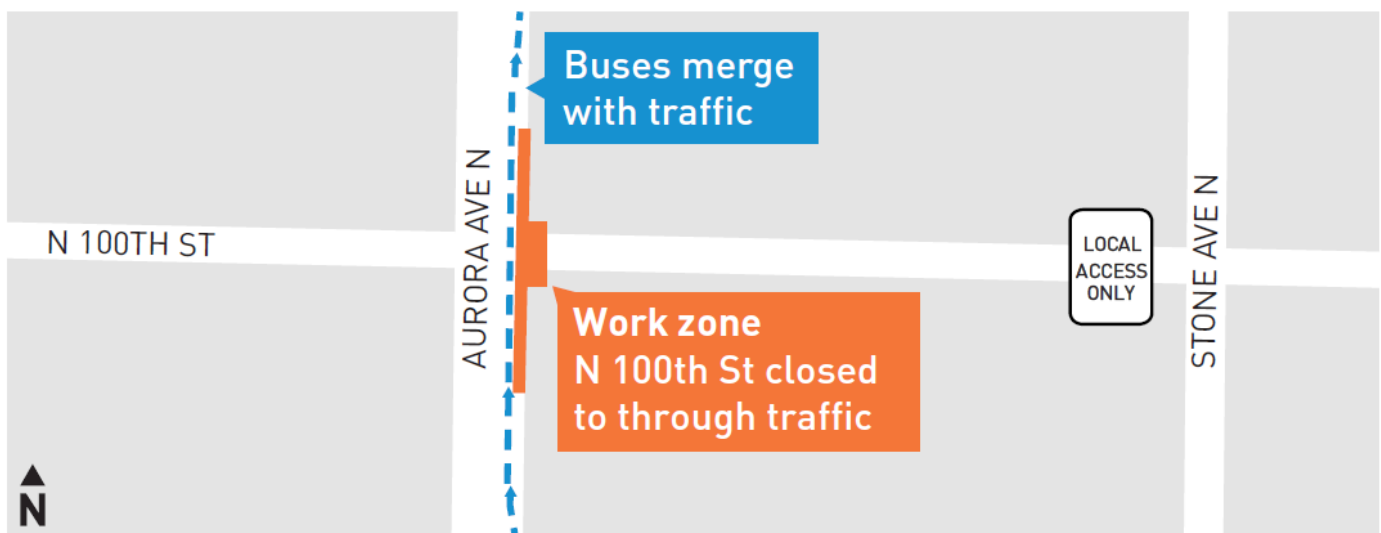 Buses merge
with traffic
AURORA AVE N
N 100TH ST
LOCAL
ACCESS
ONLY
STONE AVE N
Work zone
N 100th St closed
to through traffic
N